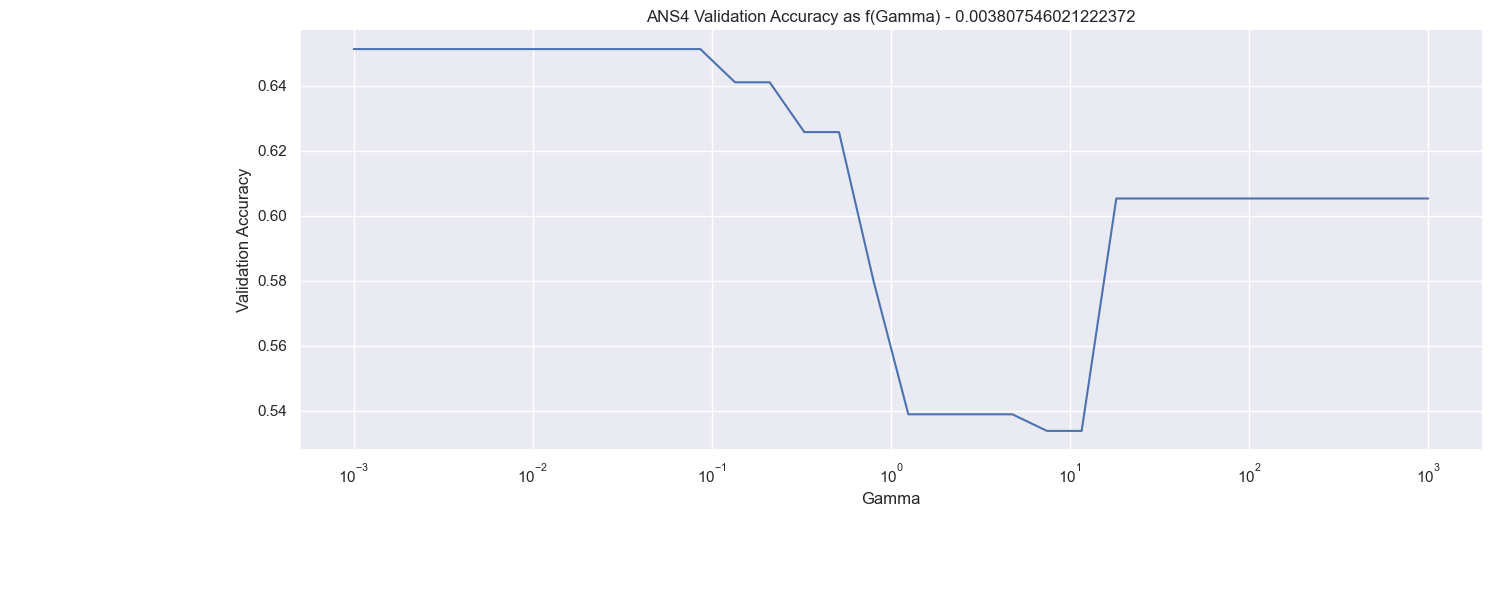 ANS4 Validation Accuracy as f(Gamma) - 0.003807546021222372
Validation Accuracy
0.64
0.62
0.60
0.58
0.56
0.54
10⁻³ 10⁻² 10⁻¹ 10⁰ 10¹ 10² 10³
Gamma